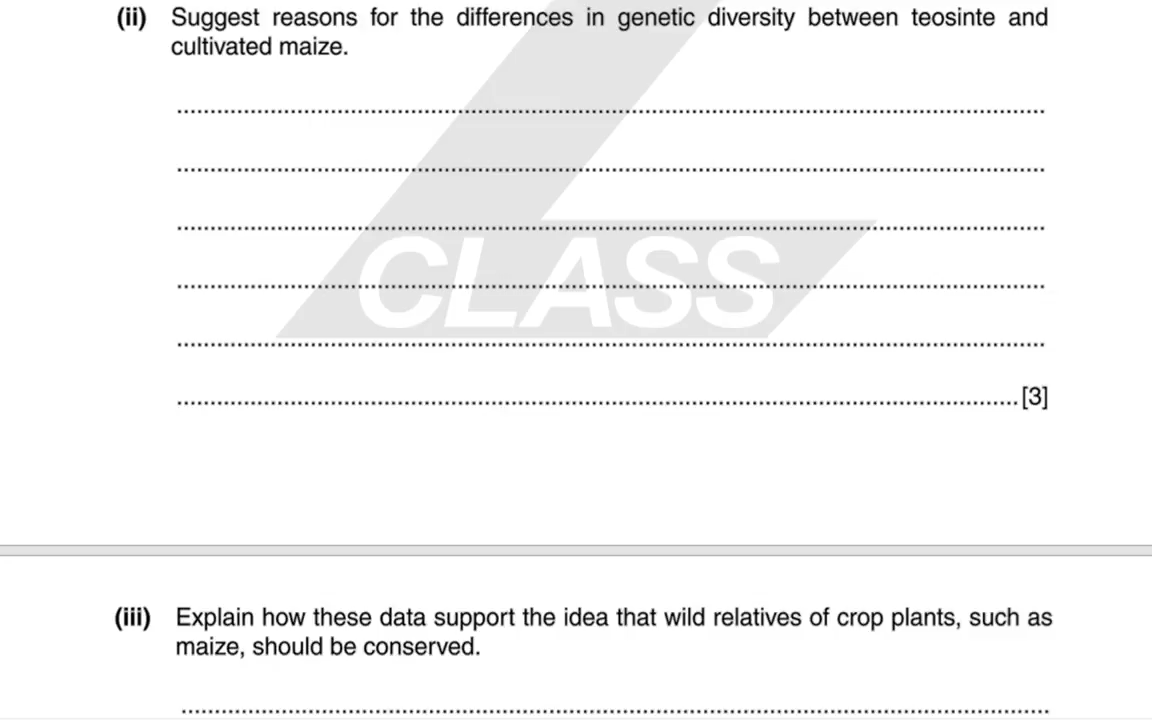 (ii) Suggest reasons for the differences in genetic diversity between teosinte and
cultivated maize.
CLASS
[3]
(iii) Explain how these data support the idea that wild relatives of crop plants, such as
maize, should be conserved.